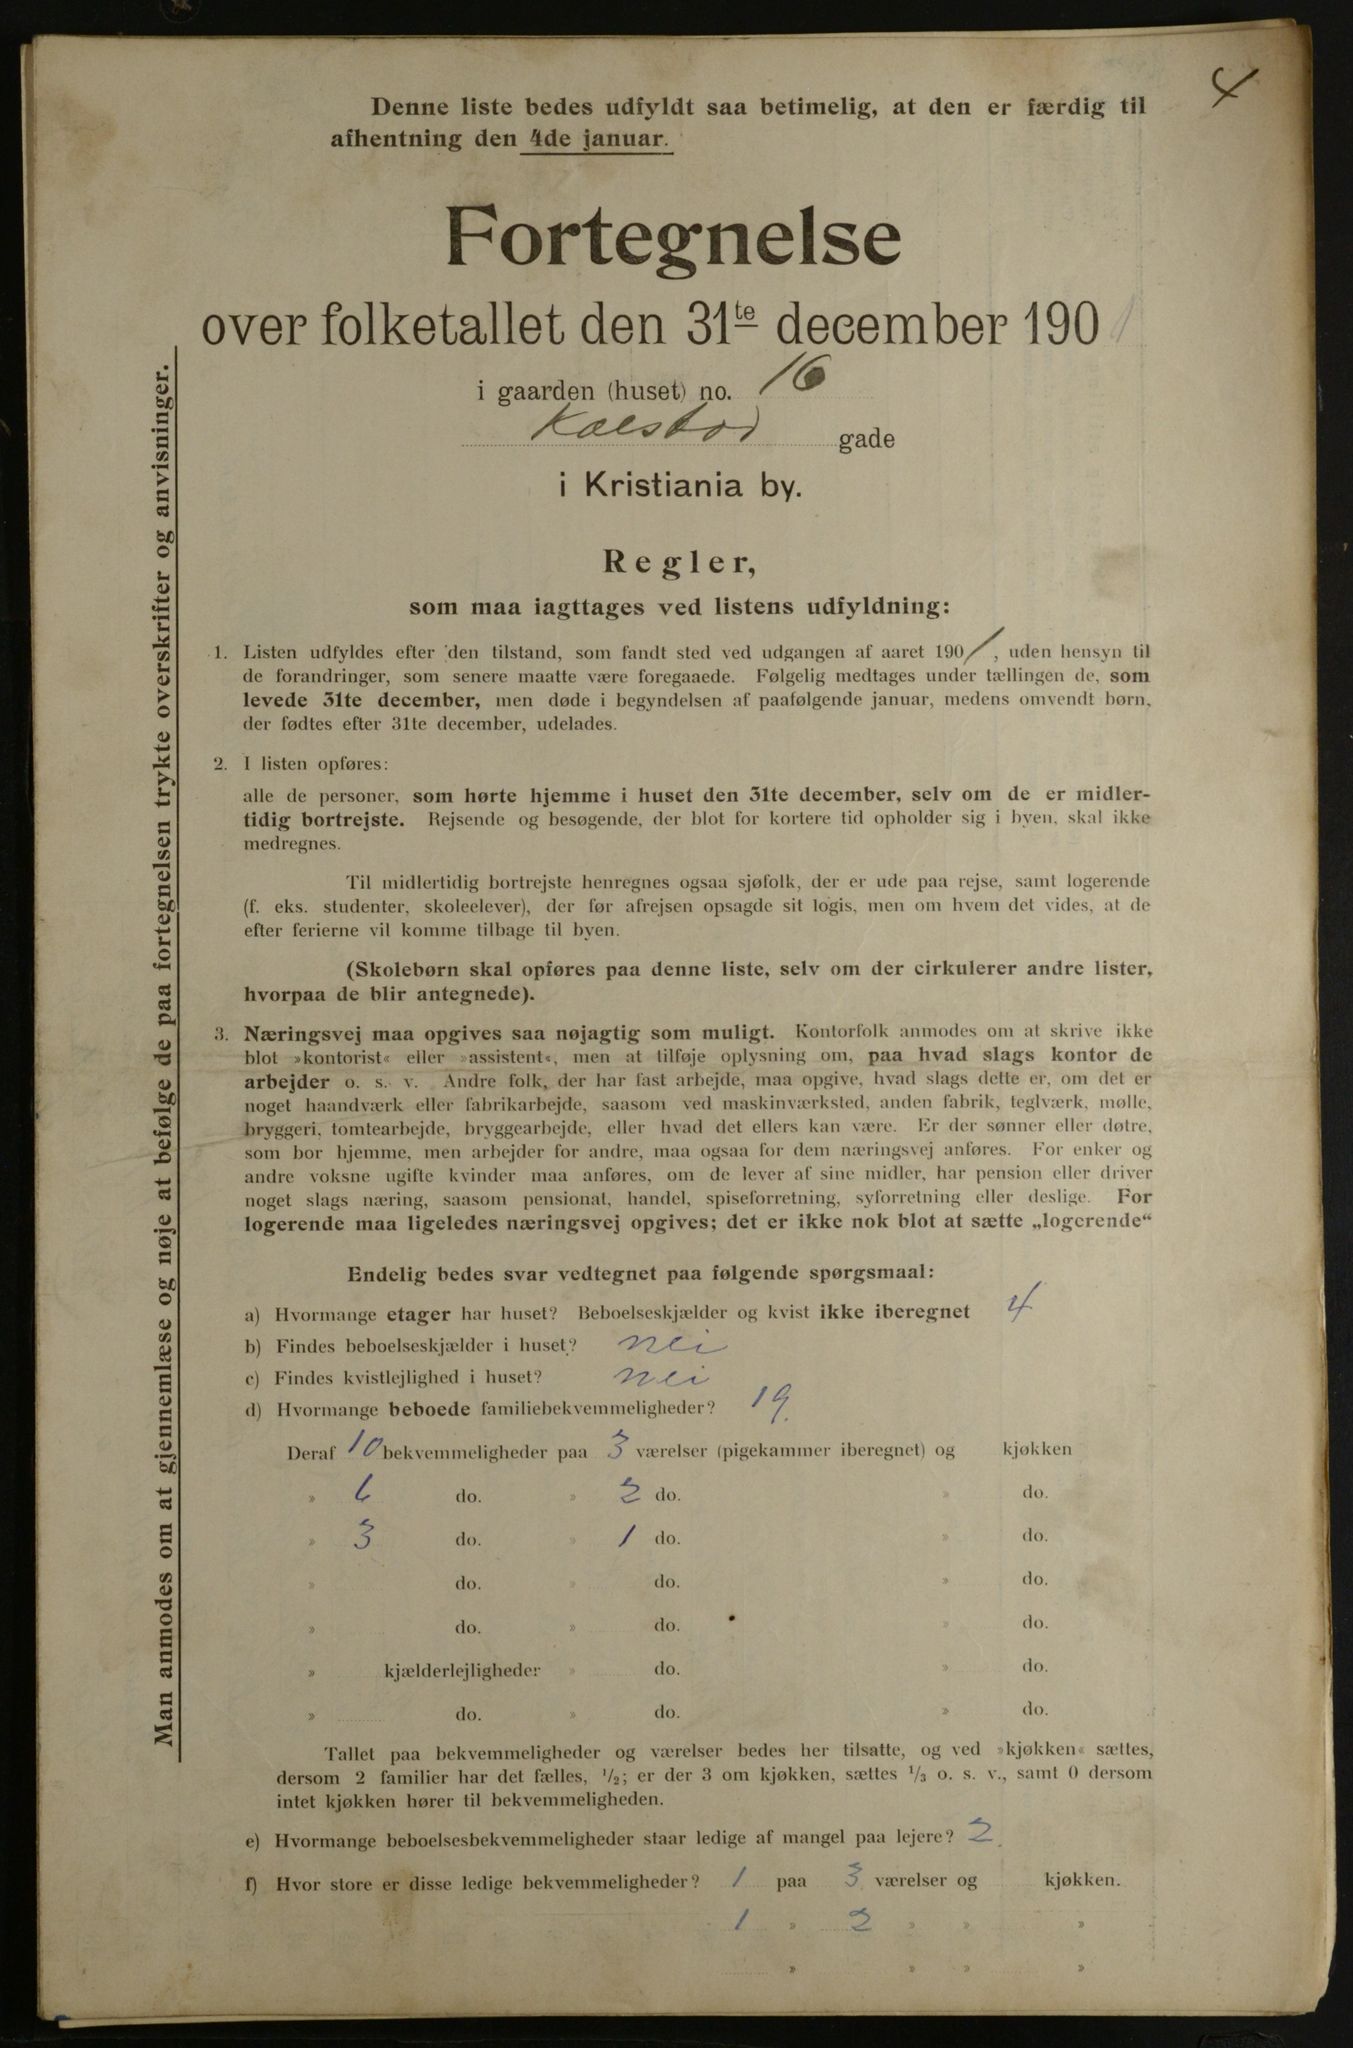 4
Denne liste bedes udfyldt saa betimelig, at den er færdig til
afhentning den 4de januar.
Fortegnelse
over folketallet den 31te december 1901
i gaarden (huset) no. 16
gade
i Kristiania by.
Regler,
som maa iagttages ved listens udfyldning:
1. Listen udfyldes efter den tilstand, som fandt sted ved udgangen af aaret 1901, uden hensyn til
de forandringer, som senere maatte være foregaaede. Følgelig medtages under tællingen de, som
levede 31te december, men døde i begyndelsen af paafølgende januar, medens omvendt børn,
der fødtes efter 31te december, udelades.
2. I listen opføres:
alle de personer, som hørte hjemme i huset den 31te december, selv om de er midler-
tidig bortrejste. Rejsende og besøgende, der blot for kortere tid opholder sig i byen, skal ikke
medregnes.
Til midlertidig bortrejste henregnes ogsaa sjøfolk, der er ude paa rejse, samt logerende
(f. eks. studenter, skoleelever), der før afrejsen opsagde sit logis, men om hvem det vides, at de
efter ferierne vil komme tilbage til byen.
(Skolebørn skal opføres paa denne liste, selv om der cirkulerer andre lister,
hvorpaa de blir antegnede).
3. Næringsvej maa opgives saa nøjagtig som muligt. Kontorfolk anmodes om at skrive ikke
blot »kontorist« eller »assistent«, men at tilføje oplysning om, paa hvad slags kontor de
arbejder o. s. v. Andre folk, der har fast arbejde, maa opgive, hvad slags dette er, om det er
noget haandværk eller fabrikarbejde, saasom ved maskinværksted, anden fabrik, teglværk, mølle,
bryggeri, tomtearbejde, bryggearbejde, eller hvad det ellers kan være. Er der sønner eller døtre,
som bor hjemme, men arbejder for andre, maa ogsaa for dem næringsvej anføres. For enker og
andre voksne ugifte kvinder maa anføres, om de lever af sine midler, har pension eller driver
noget slags næring, saasom pensionat, handel, spiseforretning, syforretning eller deslige. For
logerende maa ligeledes næringsvej opgives; det er ikke nok blot at sætte „logerende“
Endelig bedes svar vedtegnet paa følgende spørgsmaal:
a) Hvormange etager har huset? Beboelseskjælder og kvist ikke iberegnet 4
b) Findes beboelseskjælder i huset? nei
c) Findes kvistlejlighed i huset? nei
d) Hvormange beboede familiebekvemmeligheder? 19.
Deraf 10 bekvemmeligheder paa 3 værelser (pigekammer iberegnet) og kjøkken
» 6 do. » 2 do. » do.
» 3 do. » 1 do. » do.
» do. » do. » do.
» do. » do. » do.
» kjælderlejligheder » do. » do.
» do. » do. » do.
Tallet paa bekvemmeligheder og værelser bedes her tilsatte, og ved »kjøkken« sættes,
dersom 2 familier har det fælles, 1/2; er der 3 om kjøkken, sættes 1/3 o. s. v., samt 0 dersom
intet kjøkken hører til bekvemmeligheden.
e) Hvormange beboelsesbekvemmeligheder staar ledige af mangel paa lejere? 2.
f) Hvor store er disse ledige bekvemmeligheder? 1 paa 3 værelser og kjøkken.
1 » 2 » » »
» » » »
Man anmodes om at gjennemlæse og nøje at befølge de paa fortegnelsen trykte overskrifter og anvisninger.